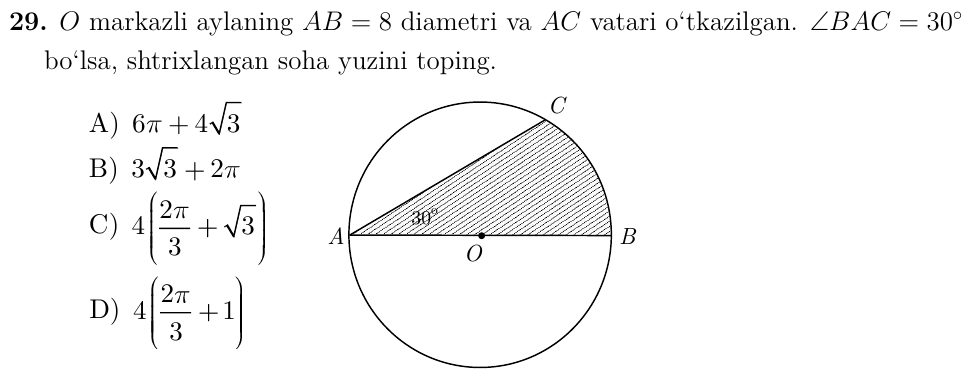 29. O markazli aylaning AB = 8 diametri va AC vatari o‘tkazilgan. ∠BAC = 30°
bo‘lsa, shtrixlangan soha yuzini toping.
A) 6π + 4√3
B) 3√3 + 2π
C) 4(2π/3 + √3)
D) 4(2π/3 + 1)
C
30°
A
B
O